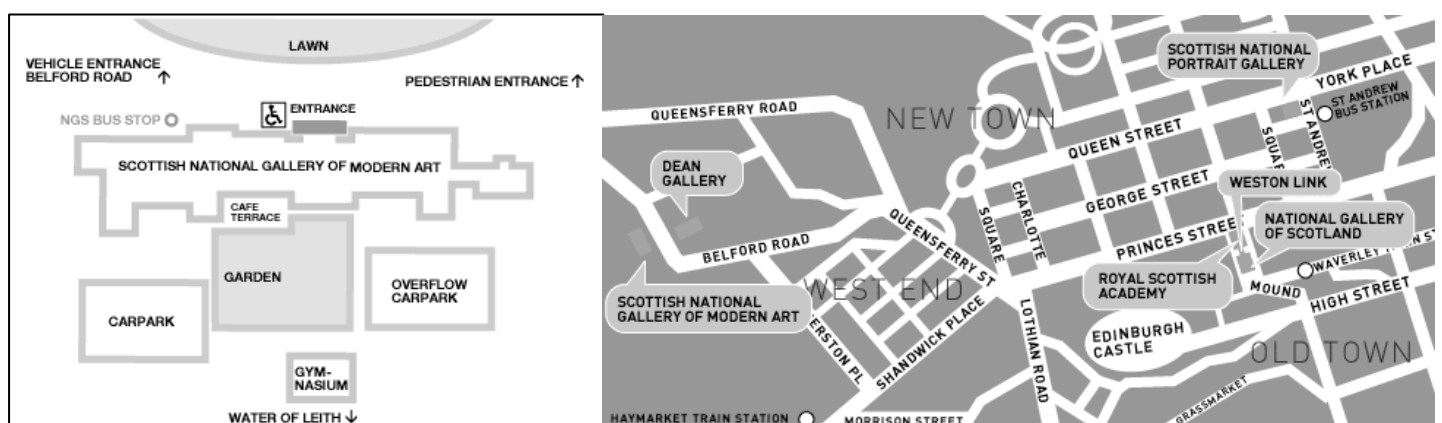 LAWN
VEHICLE ENTRANCE
BELFORD ROAD ↑
PEDESTRIAN ENTRANCE ↑
NGS BUS STOP
ENTRANCE
SCOTTISH NATIONAL GALLERY OF MODERN ART
CAFE
TERRACE
GARDEN
OVERFLOW
CARPARK
CARPARK
GYM-
NASIUM
WATER OF LEITH ↓
SCOTTISH NATIONAL
PORTRAIT GALLERY
YORK PLACE
ST ANDREW
BUS STATION
QUEENSFERRY ROAD
NEW TOWN
QUEEN STREET
SQUARE
ST ANDREW
DEAN
GALLERY
GEORGE STREET
WESTON LINK
CHARLOTTE
SQUARE
NATIONAL GALLERY
OF SCOTLAND
QUEENSFERRY ST
BELFORD ROAD
PRINCES STREET
WAVERLEY
ROYAL SCOTTISH
ACADEMY
MOUND
HIGH STREET
SCOTTISH NATIONAL
GALLERY OF MODERN ART
WEST END
ERSTON PL
SHANDWICK PLACE
LOTHIAN ROAD
EDINBURGH
CASTLE
OLD TOWN
GRASSMARKET
HAYMARKET TRAIN STATION
MORRISON STREET